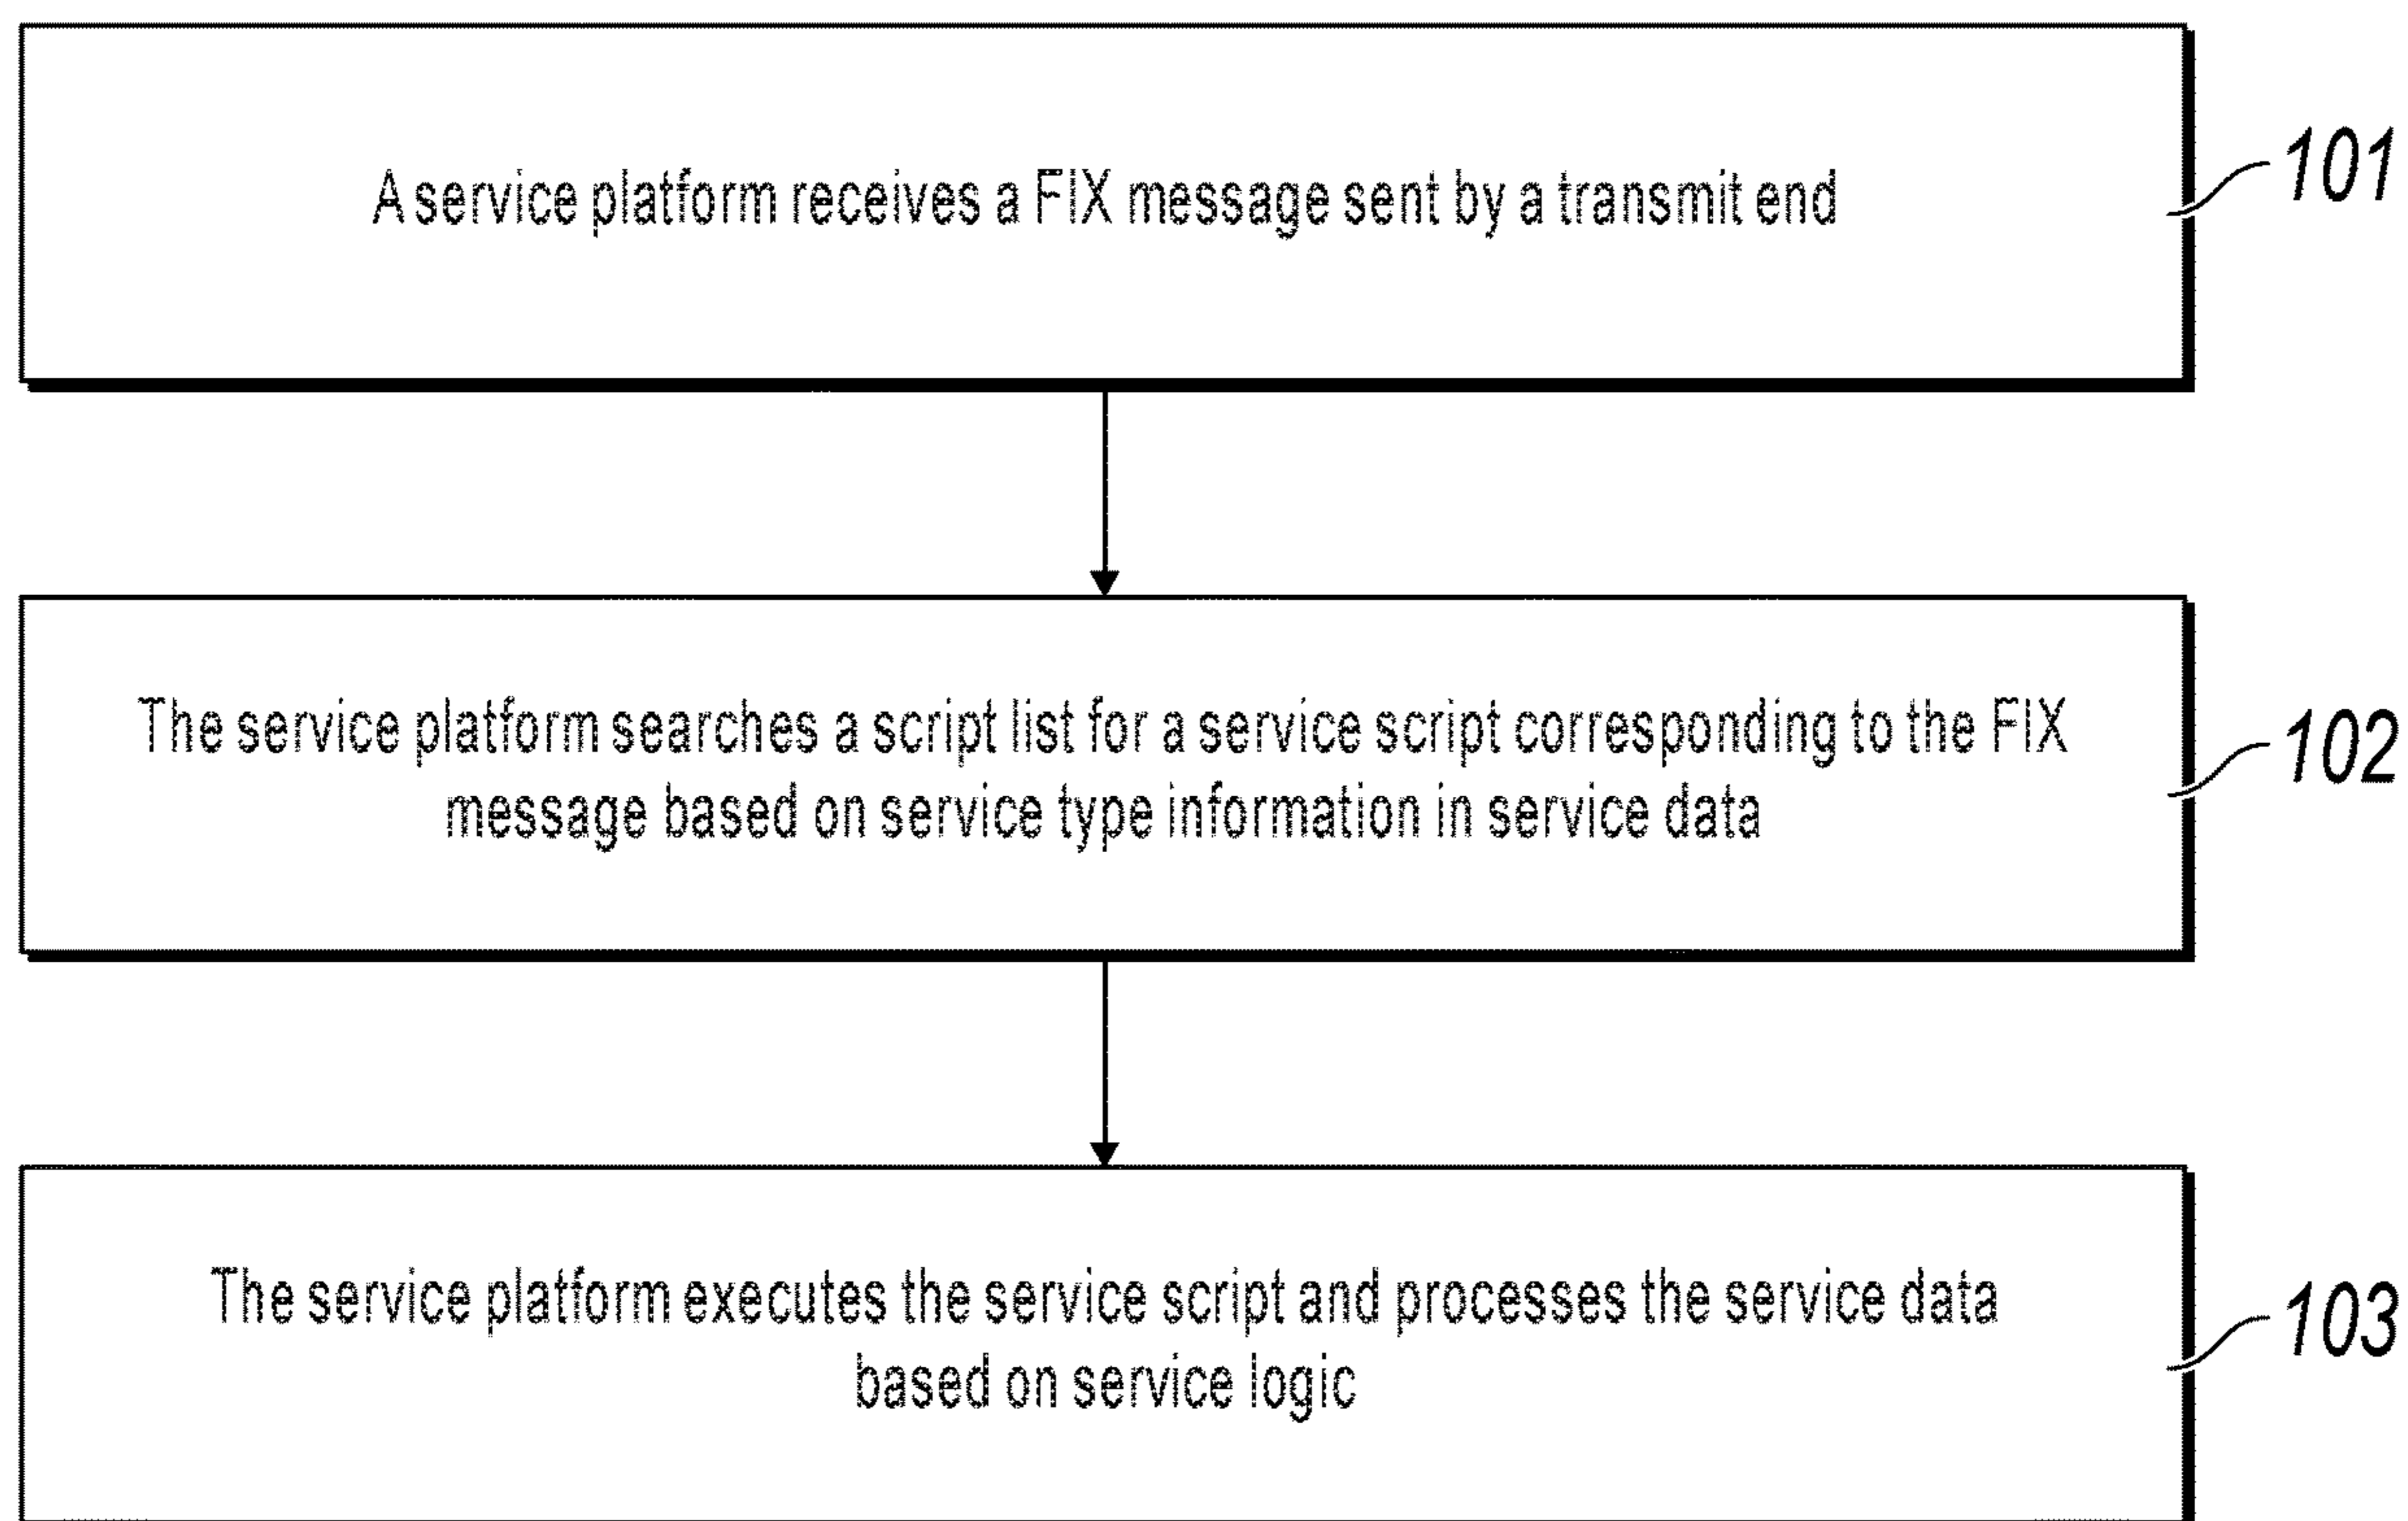 A service platform receives a FIX message sent by a transmit end
101
The service platform searches a script list for a service script corresponding to the FIX
message based on service type information in service data
102
The service platform executes the service script and processes the service data
based on service logic
103